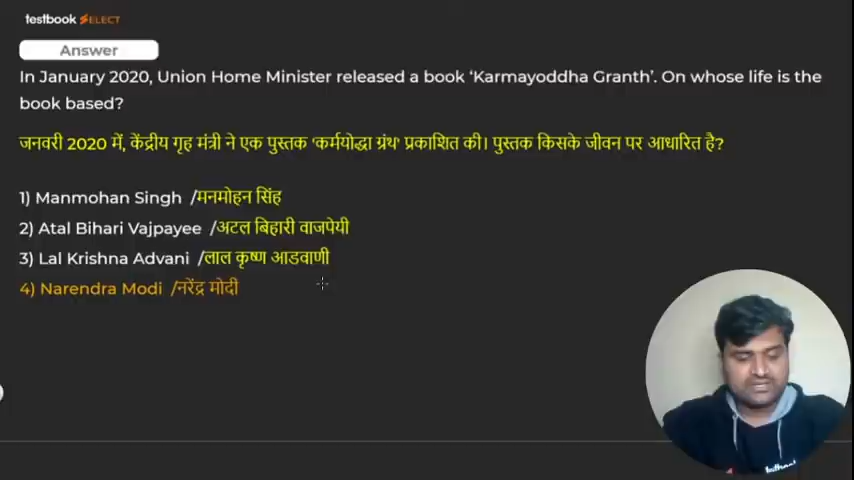 testbook SELECT
Answer
In January 2020, Union Home Minister released a book ‘Karmayoddha Granth’. On whose life is the
book based?
जनवरी 2020 में, केंद्रीय गृह मंत्री ने एक पुस्तक 'कर्मयोद्धा ग्रंथ' प्रकाशित की। पुस्तक किसके जीवन पर आधारित है?
1) Manmohan Singh /मनमोहन सिंह
2) Atal Bihari Vajpayee /अटल बिहारी वाजपेयी
3) Lal Krishna Advani /लाल कृष्ण आडवाणी
4) Narendra Modi /नरेंद्र मोदी